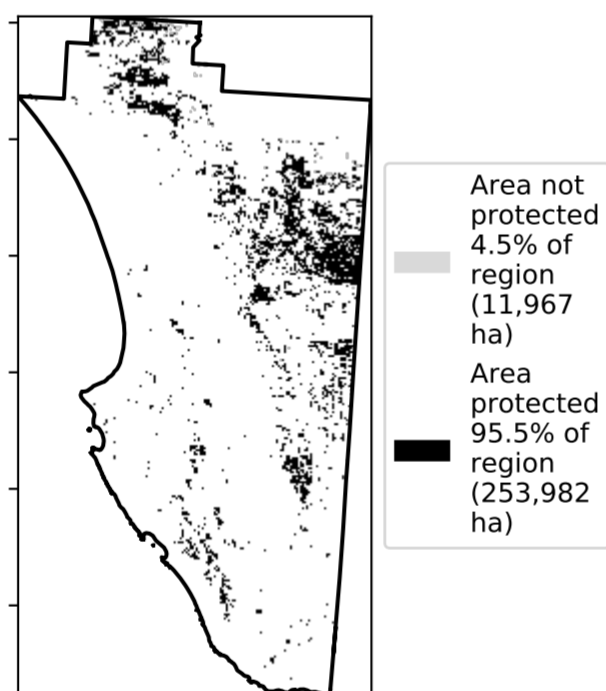 Area not
protected
4.5% of
region
(11,967
ha)
Area
protected
95.5% of
region
(253,982
ha)